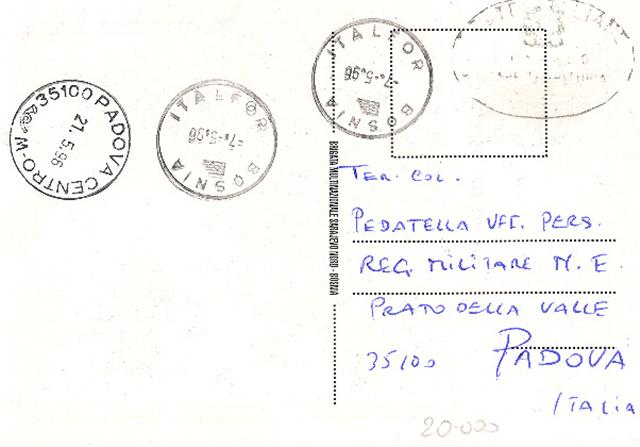 35100 PADOVA CENTRO-W
21.5.96
ITALFOR BOSNIA
-7.-5.96
ITALFOR BOSNIA
-7.-5.96
BRIGATA MULTINAZIONALE SARAJEVO NORD - BOSNIA
TEN. COL.
PEDATELLA UFF. PERS.
REG. MILITARE N.E.
PRATO DELLA VALLE
35100 PADOVA
ITALIA
20.000